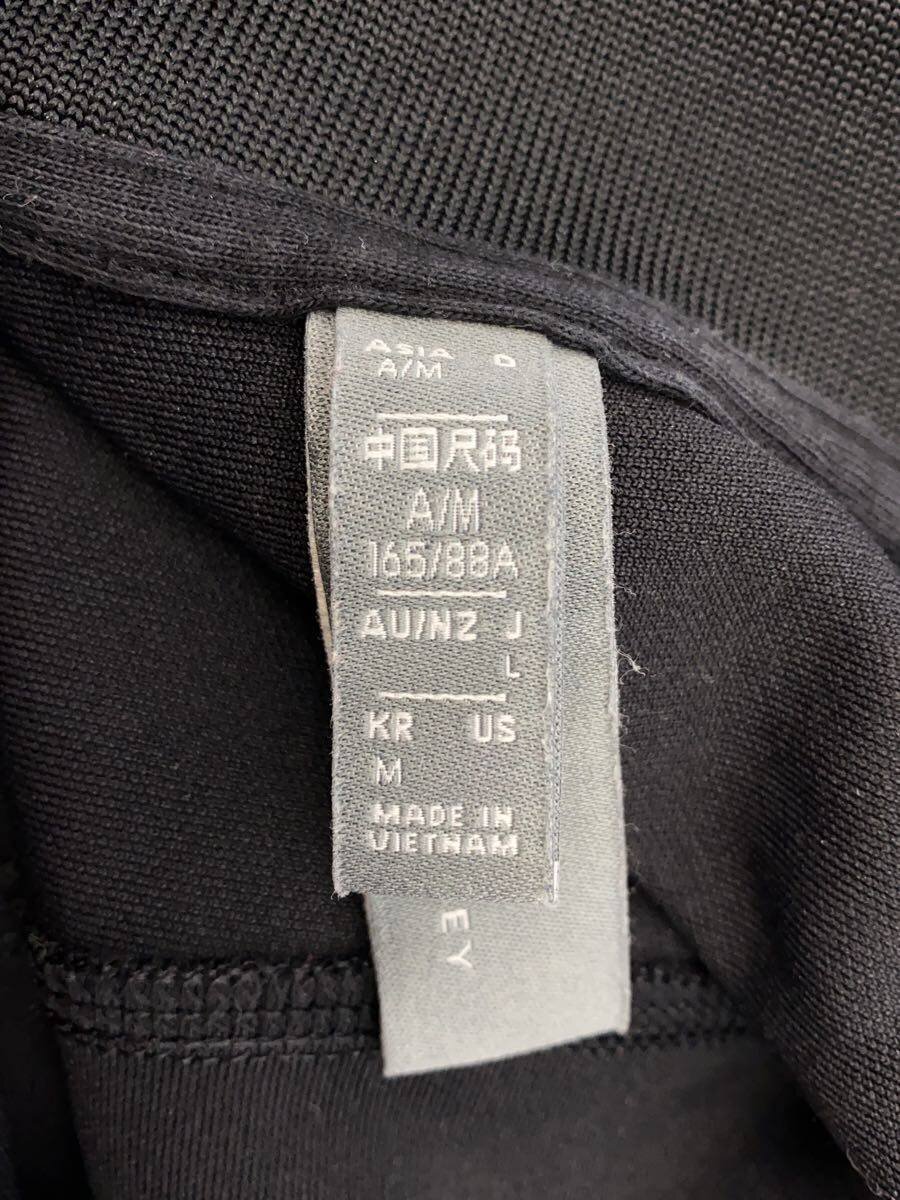 ASIA D
A/M
中国尺码
A/M
165/88A
AU/NZ J
L
KR US
M
MADE IN
VIETNAM
EY